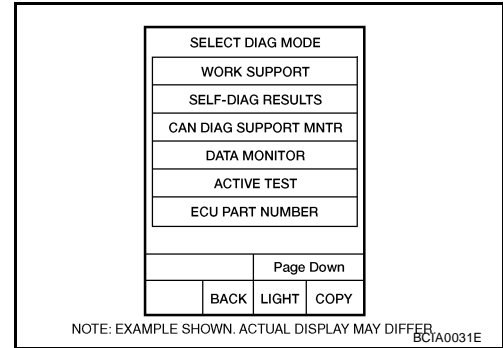 SELECT DIAG MODE
WORK SUPPORT
SELF-DIAG RESULTS
CAN DIAG SUPPORT MNTR
DATA MONITOR
ACTIVE TEST
ECU PART NUMBER
Page Down
BACK LIGHT COPY
NOTE: EXAMPLE SHOWN. ACTUAL DISPLAY MAY DIFFER.
BCIA0031E